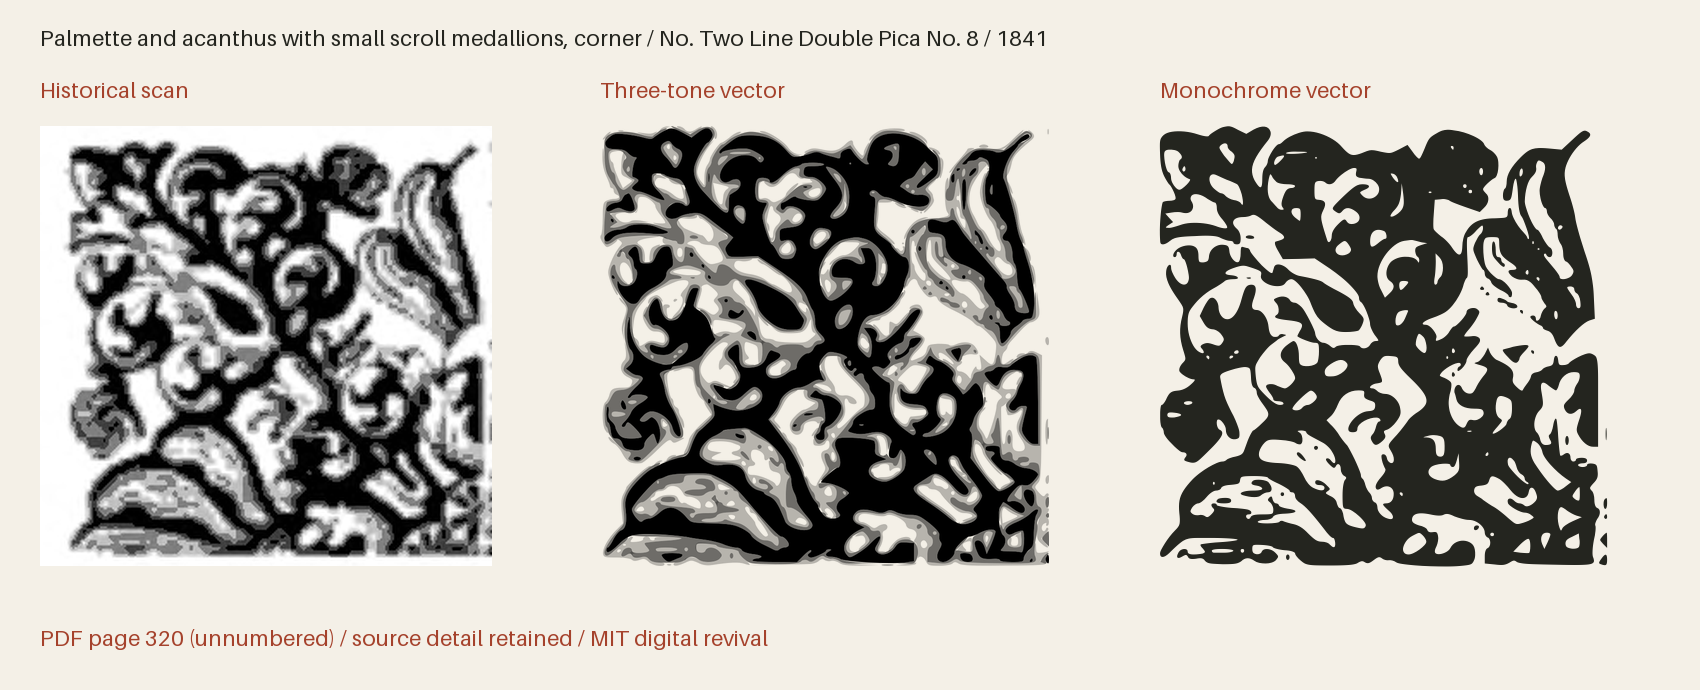 Palmette and acanthus with small scroll medallions, corner / No. Two Line Double Pica No. 8 / 1841
Historical scan
Three-tone vector
Monochrome vector
PDF page 320 (unnumbered) / source detail retained / MIT digital revival